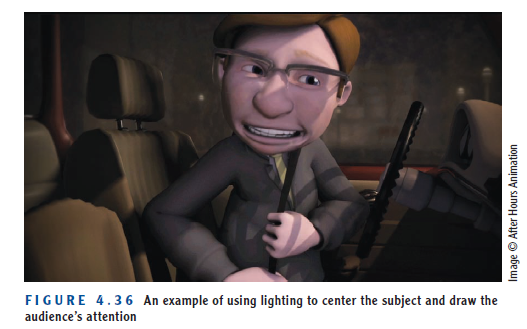 Image © After Hours Animation
FIGURE 4.36 An example of using lighting to center the subject and draw the
audience's attention